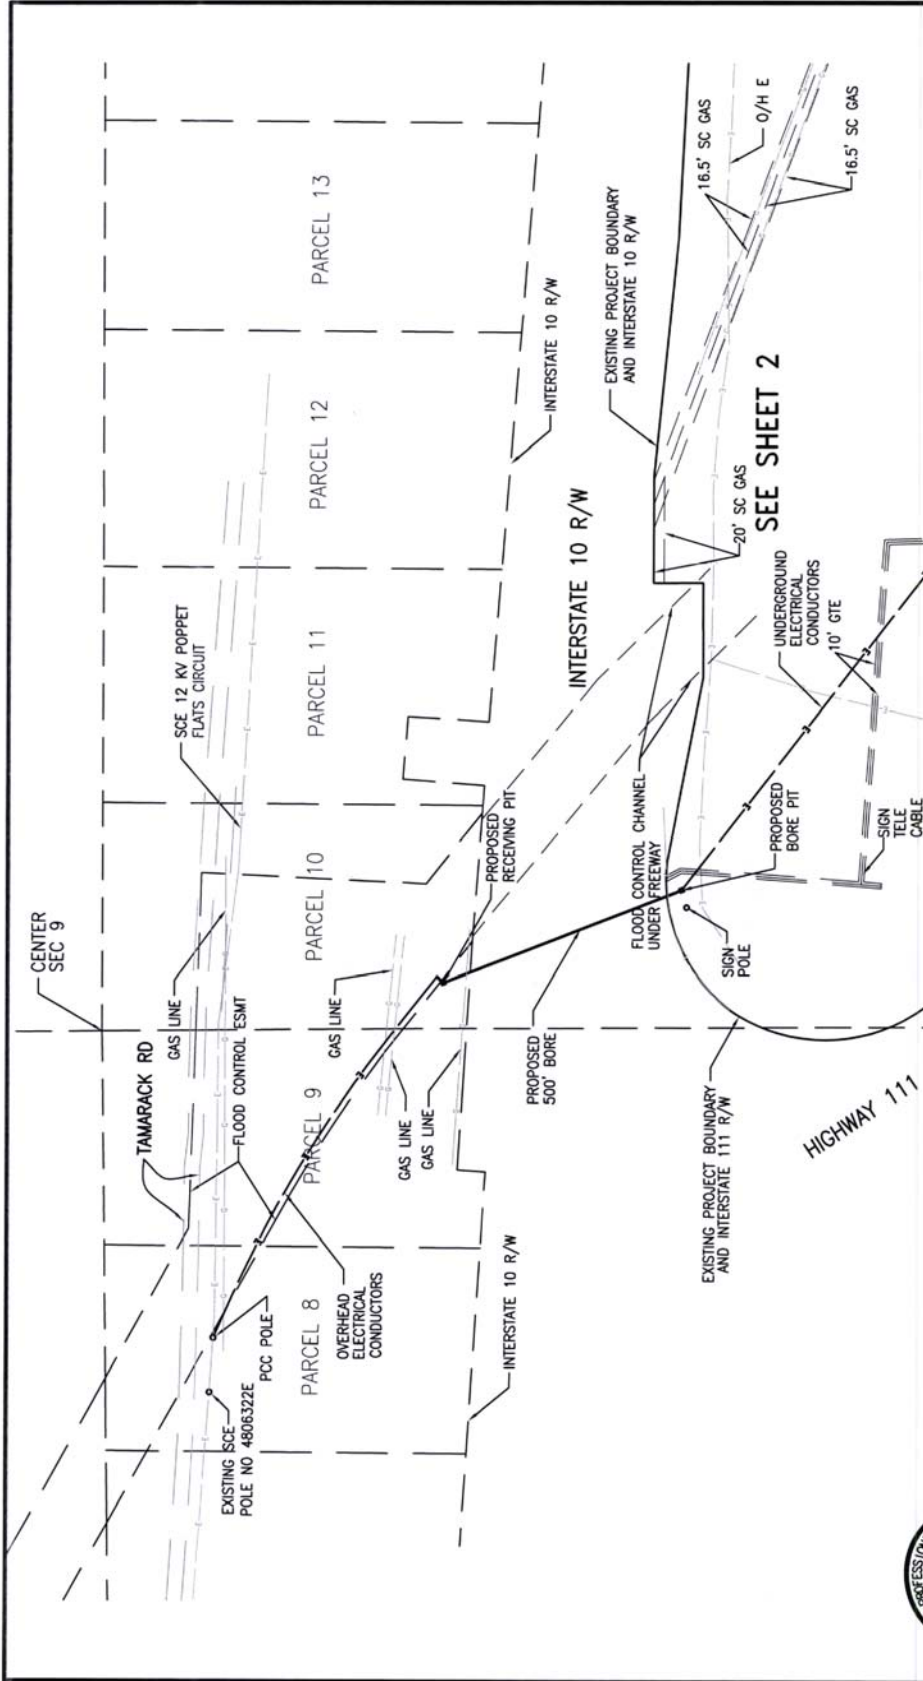 CENTER
SEC 9
TAMARACK RD
GAS LINE
FLOOD CONTROL ESMT
SCE 12 KV POPPET
FLATS CIRCUIT
EXISTING SCE
POLE NO 4806322E
PCC POLE
PARCEL 8
PARCEL 9
PARCEL 10
PARCEL 11
PARCEL 12
PARCEL 13
OVERHEAD
ELECTRICAL
CONDUCTORS
GAS LINE
GAS LINE
GAS LINE
PROPOSED
RECEIVING PIT
INTERSTATE 10 R/W
INTERSTATE 10 R/W
INTERSTATE 10 R/W
PROPOSED
500' BORE
EXISTING PROJECT BOUNDARY
AND INTERSTATE 10 R/W
16.5' SC GAS
O/H E
16.5' SC GAS
FLOOD CONTROL CHANNEL
UNDER FREEWAY
20' SC GAS
SEE SHEET 2
EXISTING PROJECT BOUNDARY
AND INTERSTATE 111 R/W
SIGN
POLE
PROPOSED
BORE PIT
UNDERGROUND
ELECTRICAL
CONDUCTORS
10' GTE
HIGHWAY 111
SIGN
TELE
CABLE